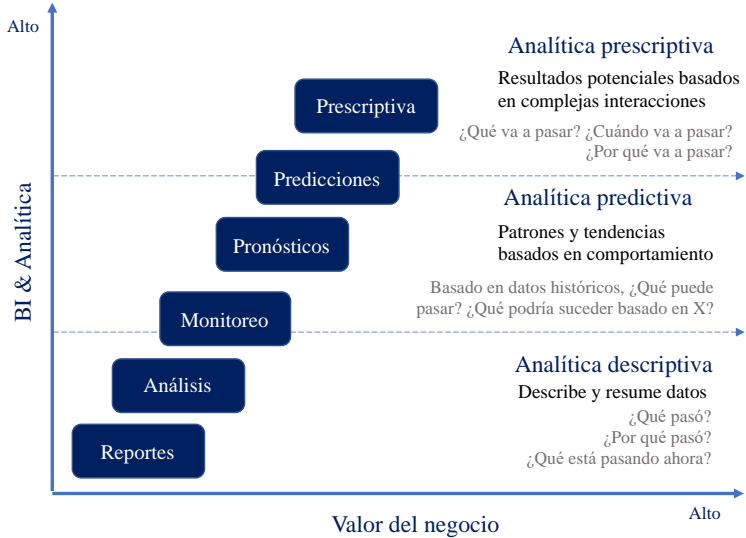 Alto
Analítica prescriptiva
Resultados potenciales basados
en complejas interacciones
¿Qué va a pasar? ¿Cuándo va a pasar?
¿Por qué va a pasar?
Prescriptiva
Predicciones
Analítica predictiva
Patrones y tendencias
basados en comportamiento
Basado en datos históricos, ¿Qué puede
pasar? ¿Qué podría suceder basado en X?
Pronósticos
Monitoreo
BI & Analítica
Analítica descriptiva
Describe y resume datos
¿Qué pasó?
¿Por qué pasó?
¿Qué está pasando ahora?
Análisis
Reportes
Valor del negocio
Alto